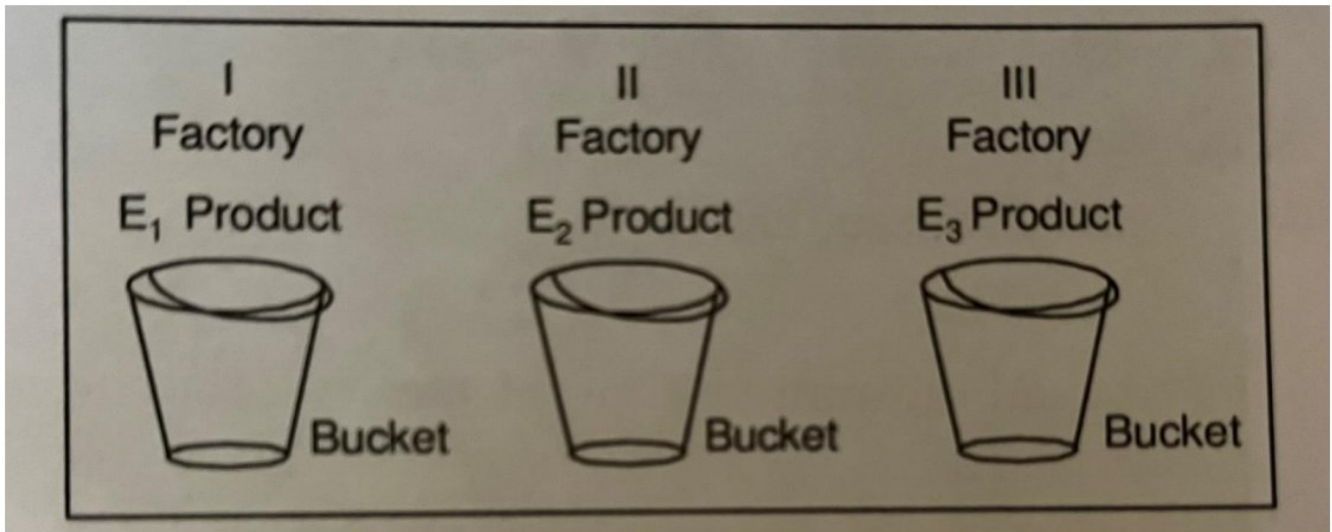 I II III
Factory Factory Factory
E₁ Product E₂ Product E₃ Product
Bucket Bucket Bucket